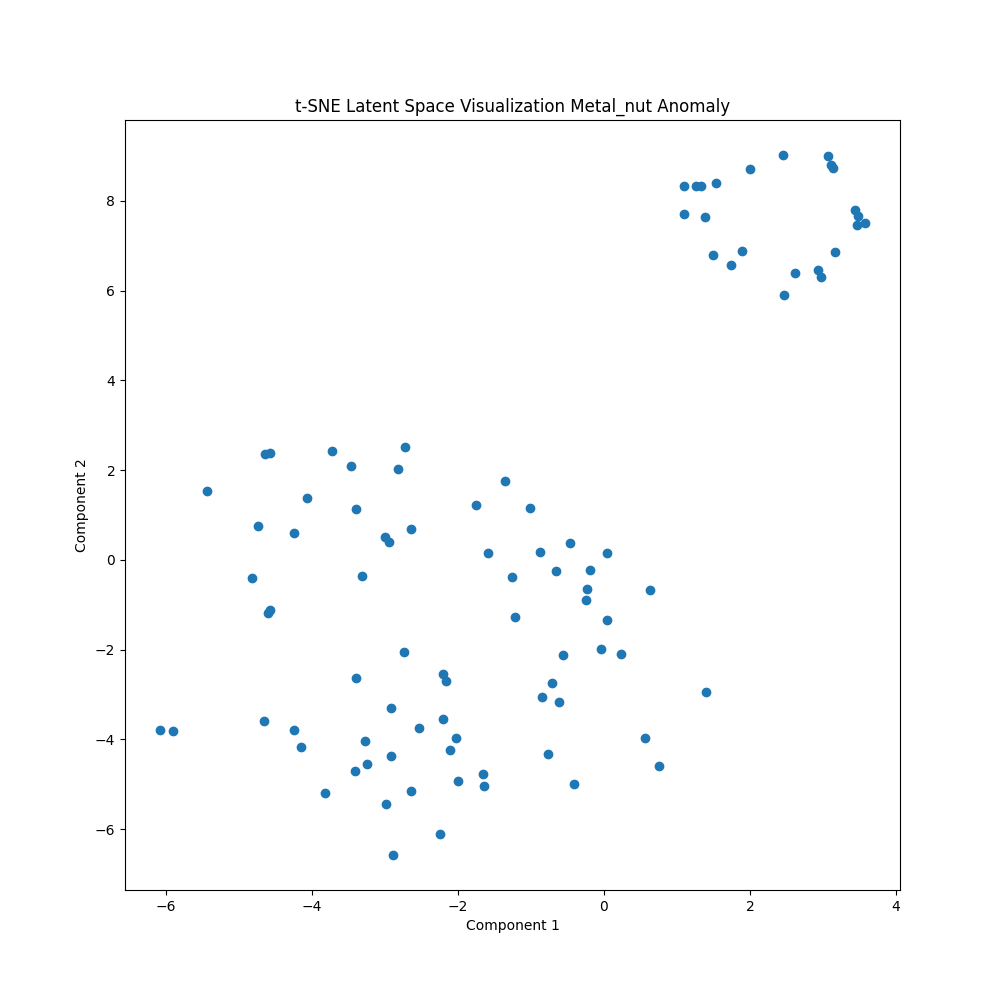 t-SNE Latent Space Visualization Metal_nut Anomaly
8
6
4
2
0
−2
−4
−6
Component 2
−6 −4 −2 0 2 4
Component 1